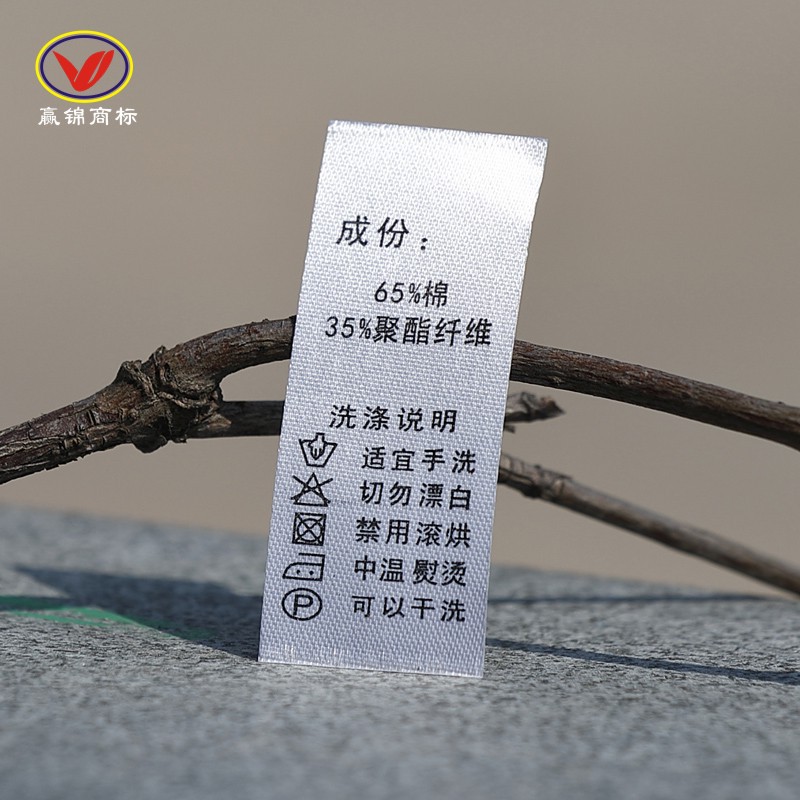 赢锦商标
成份：
65%棉
35%聚酯纤维
洗涤说明
适宜手洗
切勿漂白
禁用滚烘
中温熨烫
P 可以干洗